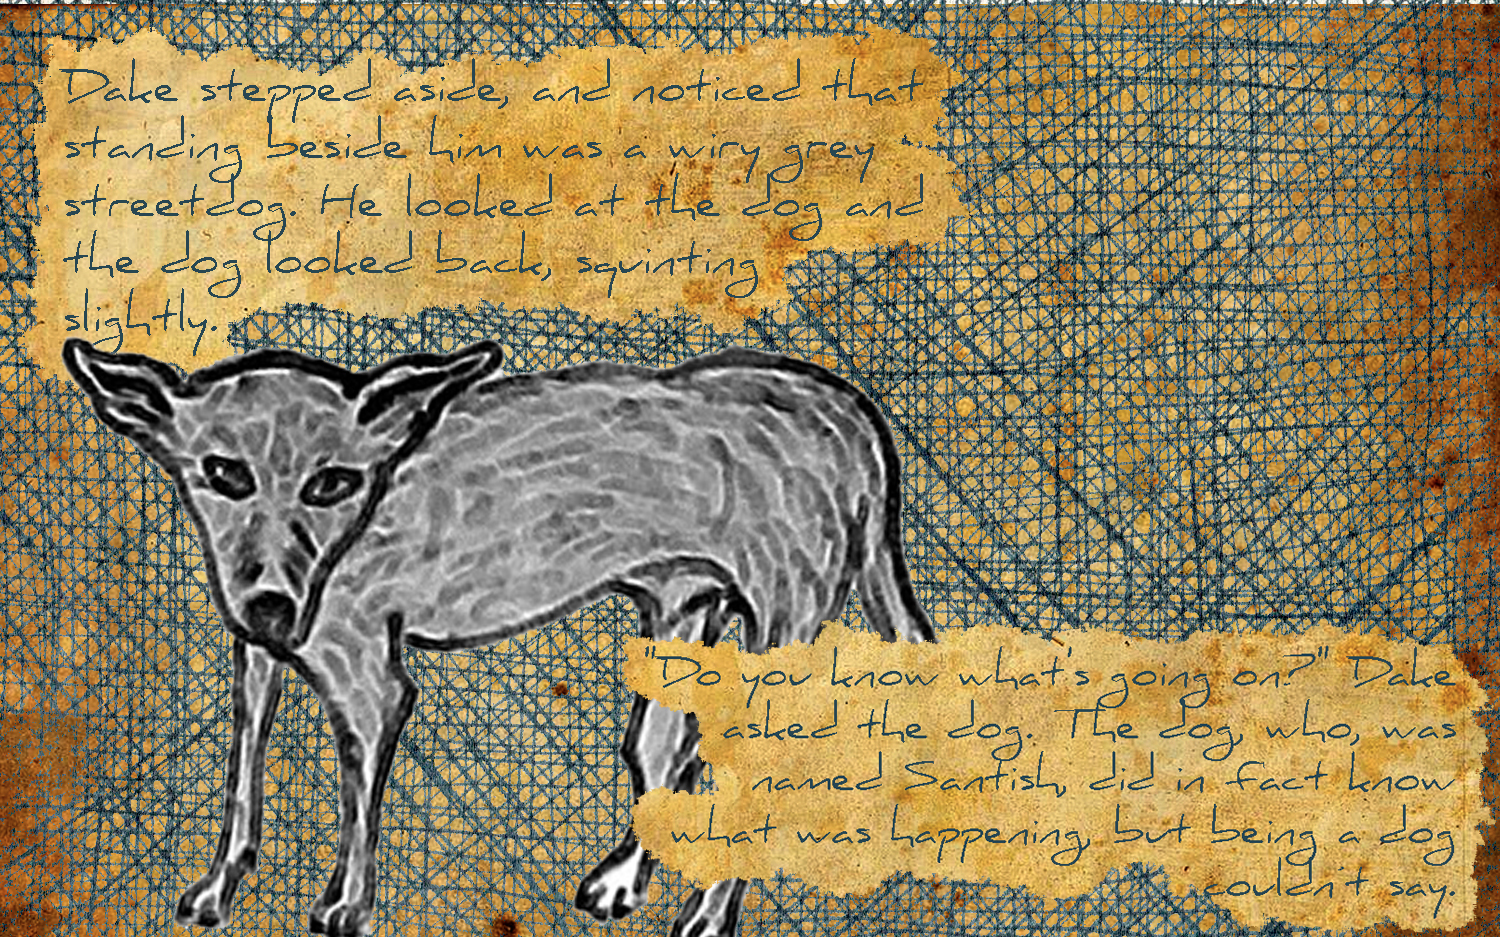 Dake stepped aside, and noticed that
standing beside him was a wiry grey
streetdog. He looked at the dog and
the dog looked back, squinting
slightly.
"Do you know what's going on?" Dake
asked the dog. The dog, who, was
named Santish, did in fact know
what was happening, but being a dog
couldn't say.